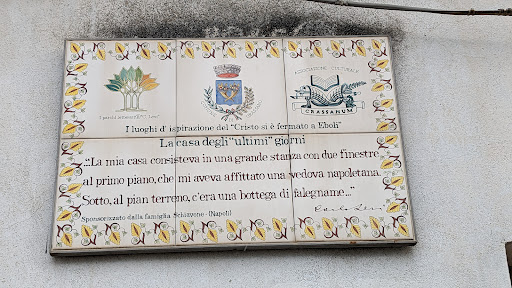 I parchi letterari "C. Levi"
ASSOCIAZIONE CULTURALE
GRASSANUM
I luoghi d' ispirazione del "Cristo si è fermato a Eboli"
La casa degli "ultimi" giorni
"...La mia casa consisteva in una grande stanza con due finestre
al primo piano, che mi aveva affittato una vedova napoletana.
Sotto, al pian terreno, c'era una bottega di falegname..."
Carlo Levi
Sponsorizzato dalla famiglia Schiavone-(Napoli)